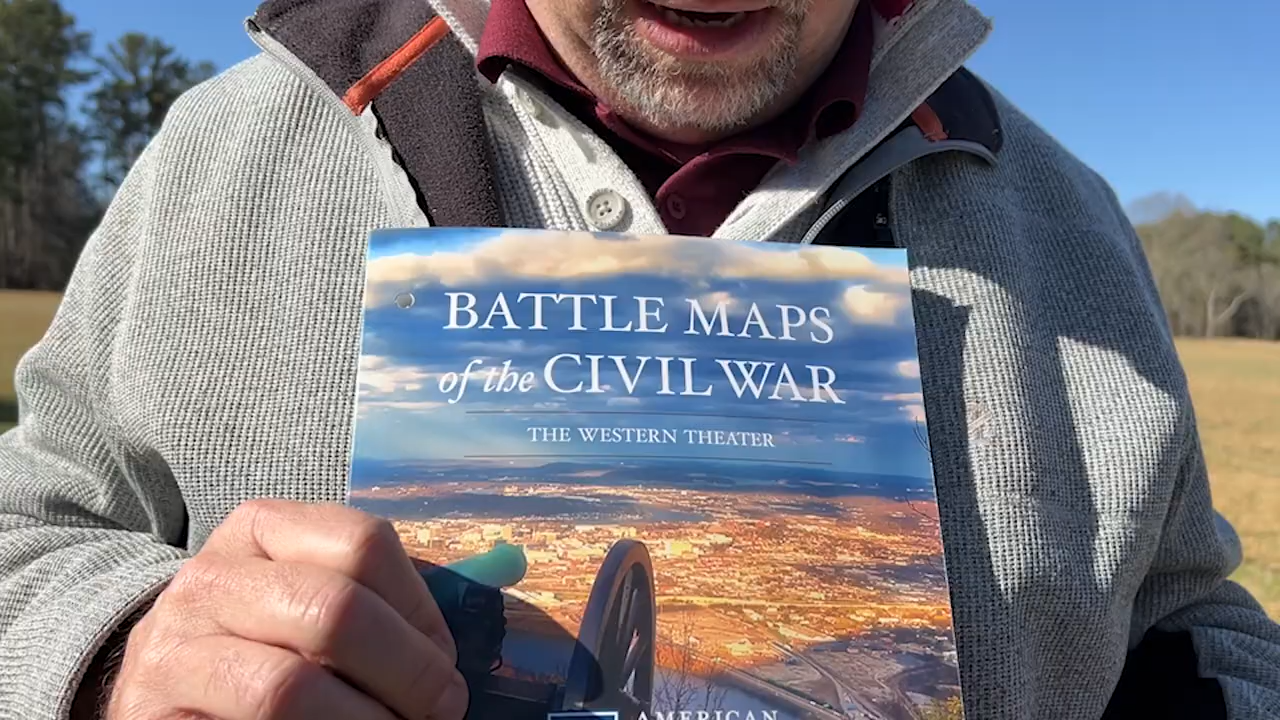 BATTLE MAPS
of the CIVIL WAR
THE WESTERN THEATER
AMERICAN